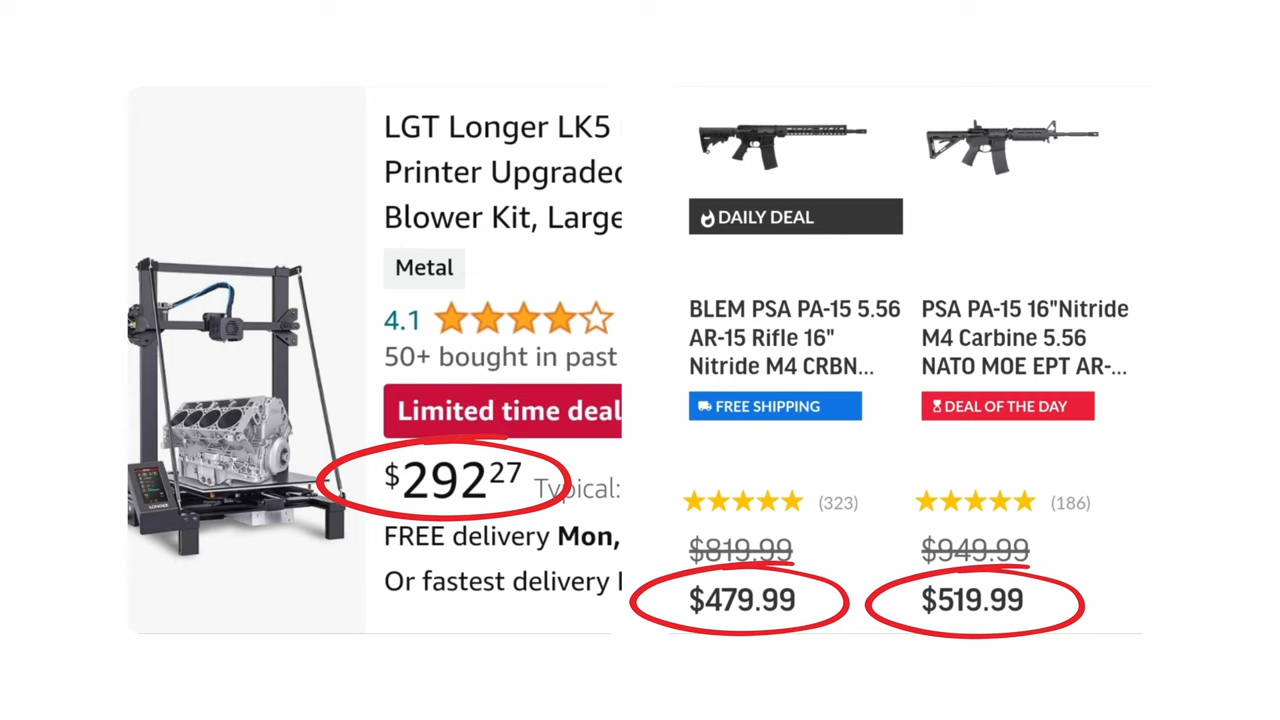 LGT Longer LK5
Printer Upgraded
Blower Kit, Large
Metal
4.1
50+ bought in past
Limited time deal
$292.27
Typical:
FREE delivery Mon,
Or fastest delivery
LONGER
DAILY DEAL
BLEM PSA PA-15 5.56
AR-15 Rifle 16"
Nitride M4 CRBN...
FREE SHIPPING
(323)
$819.99
$479.99
PSA PA-15 16"Nitride
M4 Carbine 5.56
NATO MOE EPT AR-...
DEAL OF THE DAY
(186)
$949.99
$519.99